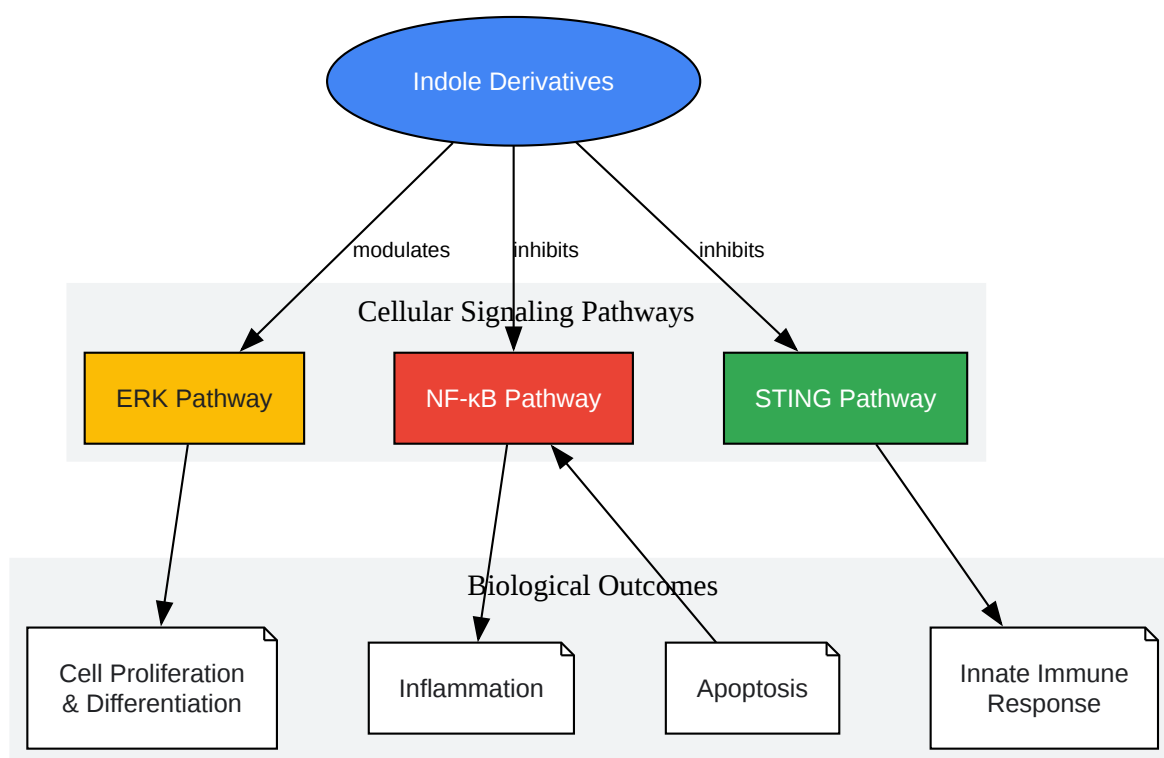 Indole Derivatives
modulates
inhibits
inhibits
Cellular Signaling Pathways
ERK Pathway
NF-κB Pathway
STING Pathway
Biological Outcomes
Cell Proliferation
& Differentiation
Inflammation
Apoptosis
Innate Immune
Response